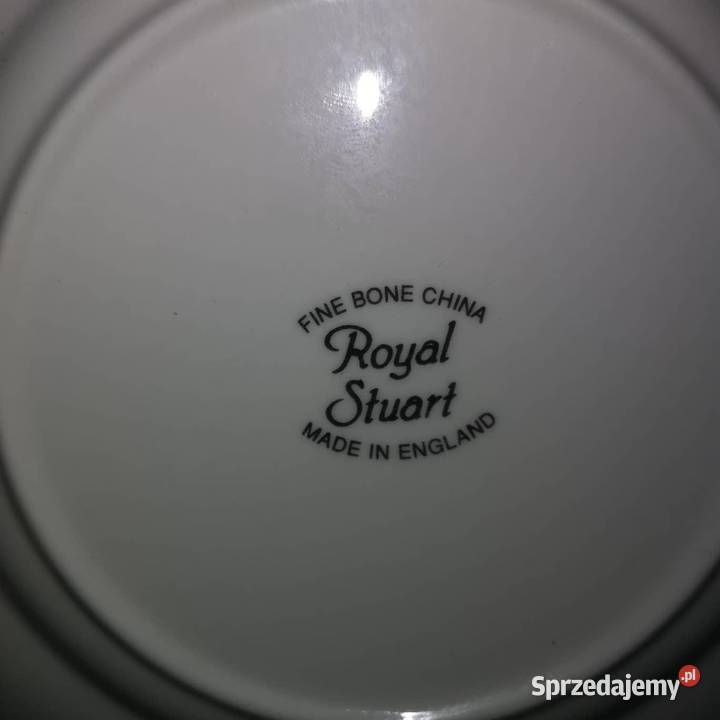 FINE BONE CHINA
Royal
Stuart
MADE IN ENGLAND
Sprzedajemy.pl